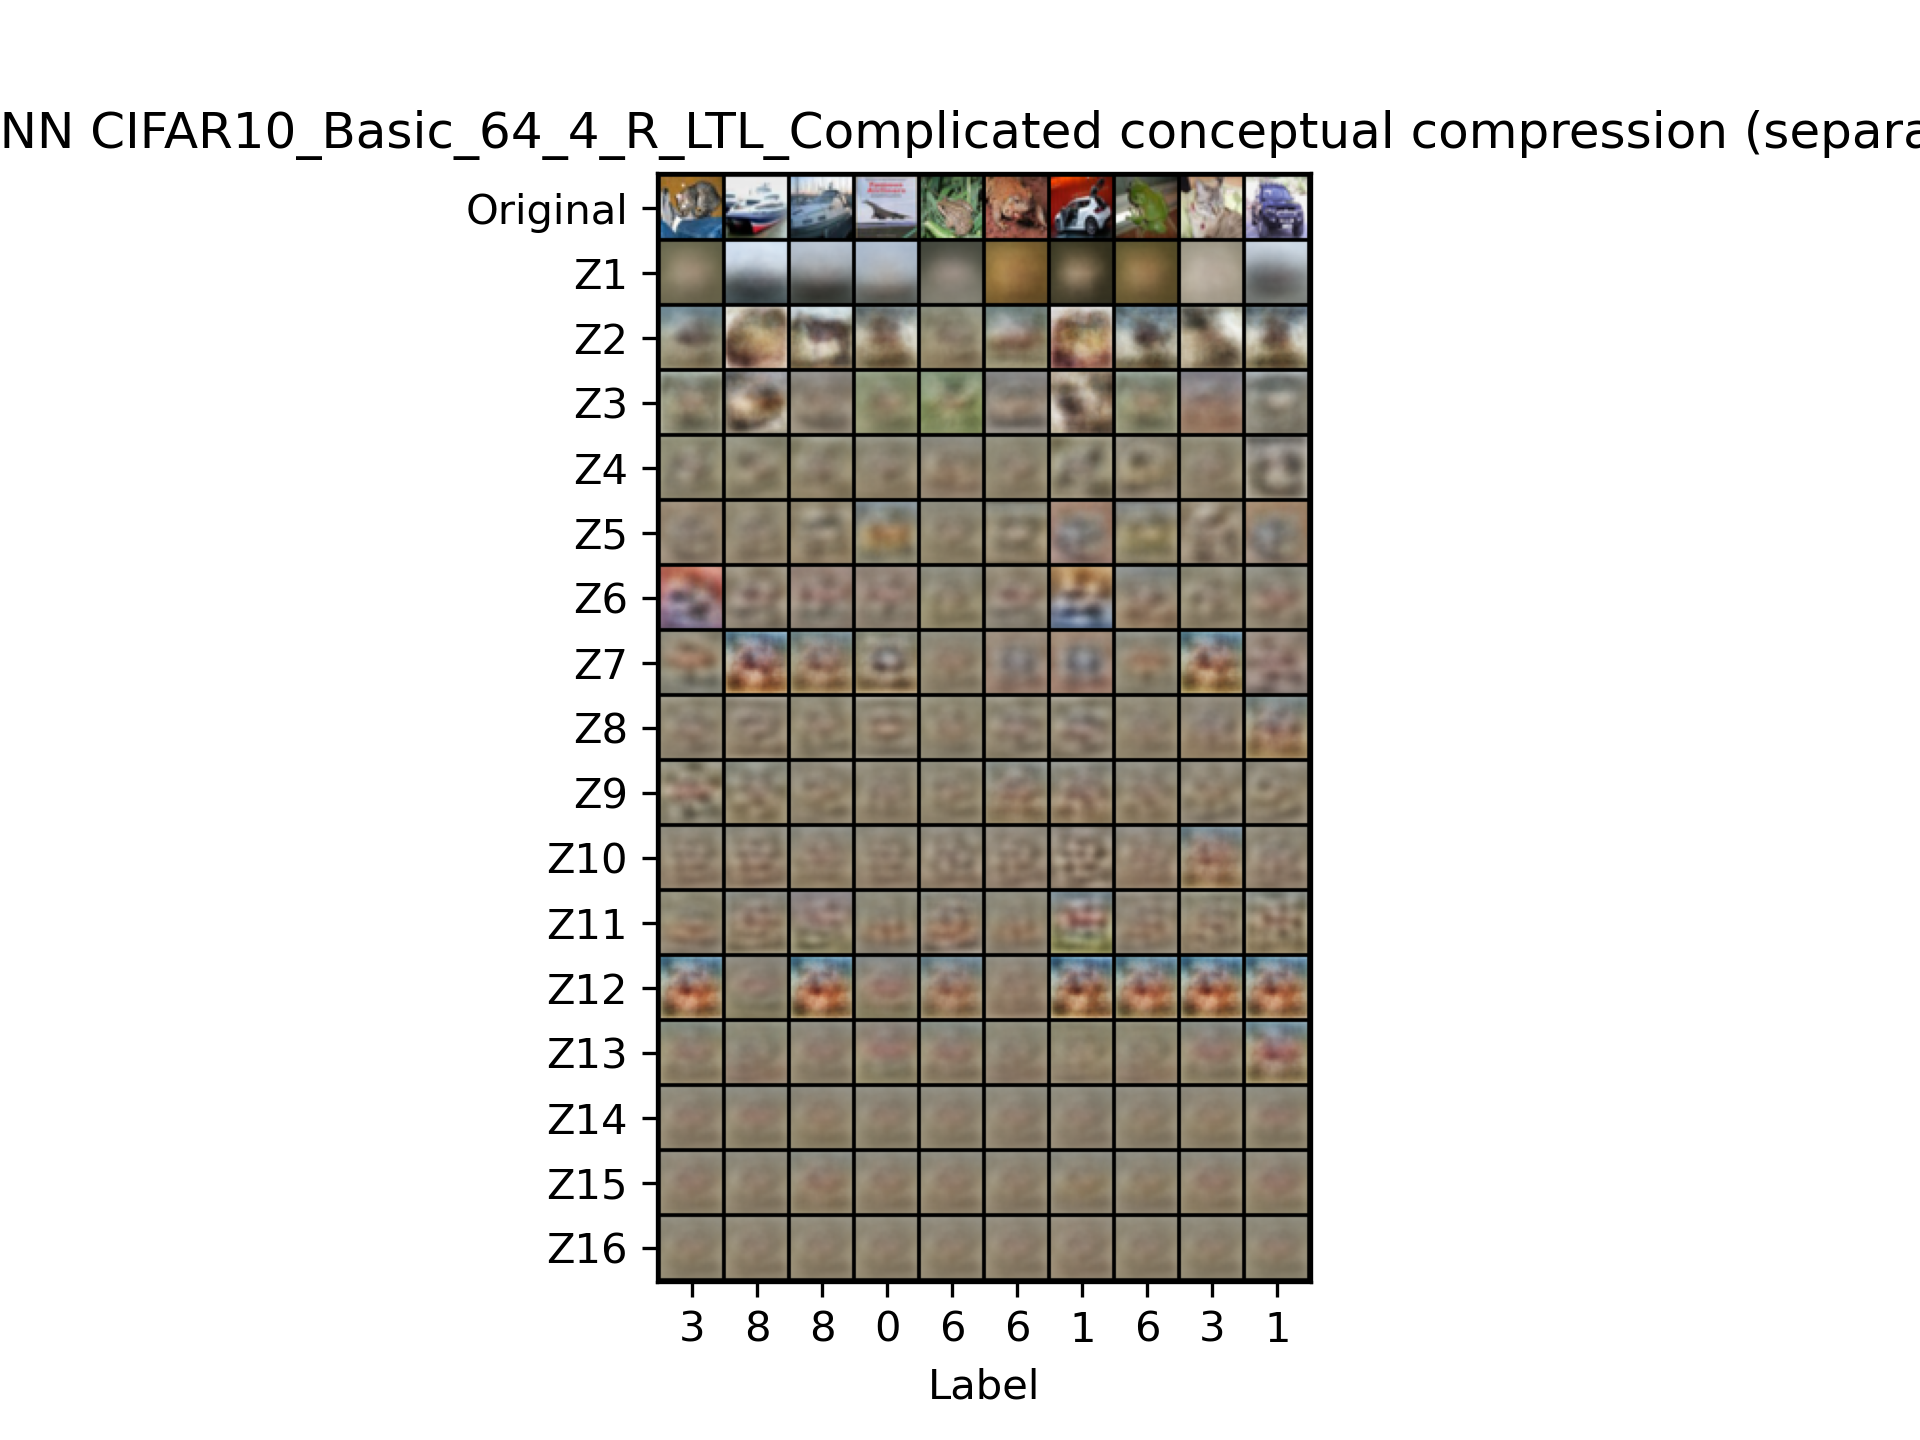 NN CIFAR10_Basic_64_4_R_LTL_Complicated conceptual compression (separa
Original
Z1
Z2
Z3
Z4
Z5
Z6
Z7
Z8
Z9
Z10
Z11
Z12
Z13
Z14
Z15
Z16
3 8 8 0 6 6 1 6 3 1
Label